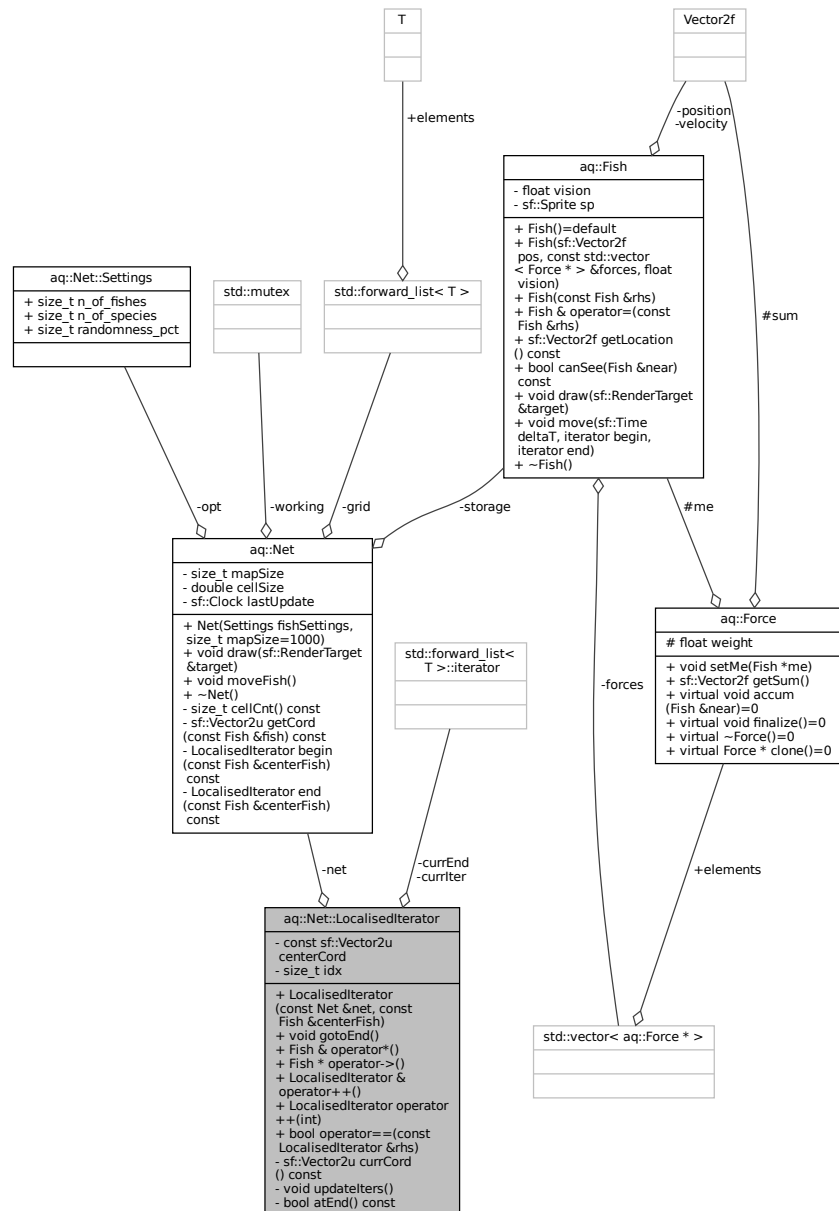 T
Vector2f
+elements
-position
-velocity
aq::Fish
- float vision
- sf::Sprite sp
+ Fish()=default
+ Fish(sf::Vector2f
pos, const std::vector
< Force * > &forces, float
vision)
+ Fish(const Fish &rhs)
+ Fish & operator=(const
Fish &rhs)
+ sf::Vector2f getLocation
() const
+ bool canSee(Fish &near)
const
+ void draw(sf::RenderTarget
&target)
+ void move(sf::Time
deltaT, iterator begin,
iterator end)
+ ~Fish()
aq::Net::Settings
+ size_t n_of_fishes
+ size_t n_of_species
+ size_t randomness_pct
std::mutex
std::forward_list< T >
#sum
-opt
-working
-grid
-storage
#me
aq::Net
- size_t mapSize
- double cellSize
- sf::Clock lastUpdate
+ Net(Settings fishSettings,
size_t mapSize=1000)
+ void draw(sf::RenderTarget
&target)
+ void moveFish()
+ ~Net()
- size_t cellCnt() const
- sf::Vector2u getCord
(const Fish &fish) const
- LocalisedIterator begin
(const Fish &centerFish)
const
- LocalisedIterator end
(const Fish &centerFish)
const
std::forward_list<
T >::iterator
-forces
aq::Force
# float weight
+ void setMe(Fish *me)
+ sf::Vector2f getSum()
+ virtual void accum
(Fish &near)=0
+ virtual void finalize()=0
+ virtual ~Force()=0
+ virtual Force * clone()=0
-net
-currEnd
-currIter
+elements
aq::Net::LocalisedIterator
- const sf::Vector2u
centerCord
- size_t idx
+ LocalisedIterator
(const Net &net, const
Fish &centerFish)
+ void gotoEnd()
+ Fish & operator*()
+ Fish * operator->()
+ LocalisedIterator &
operator++()
+ LocalisedIterator operator
++(int)
+ bool operator==(const
LocalisedIterator &rhs)
- sf::Vector2u currCord
() const
- void updateIters()
- bool atEnd() const
std::vector< aq::Force * >